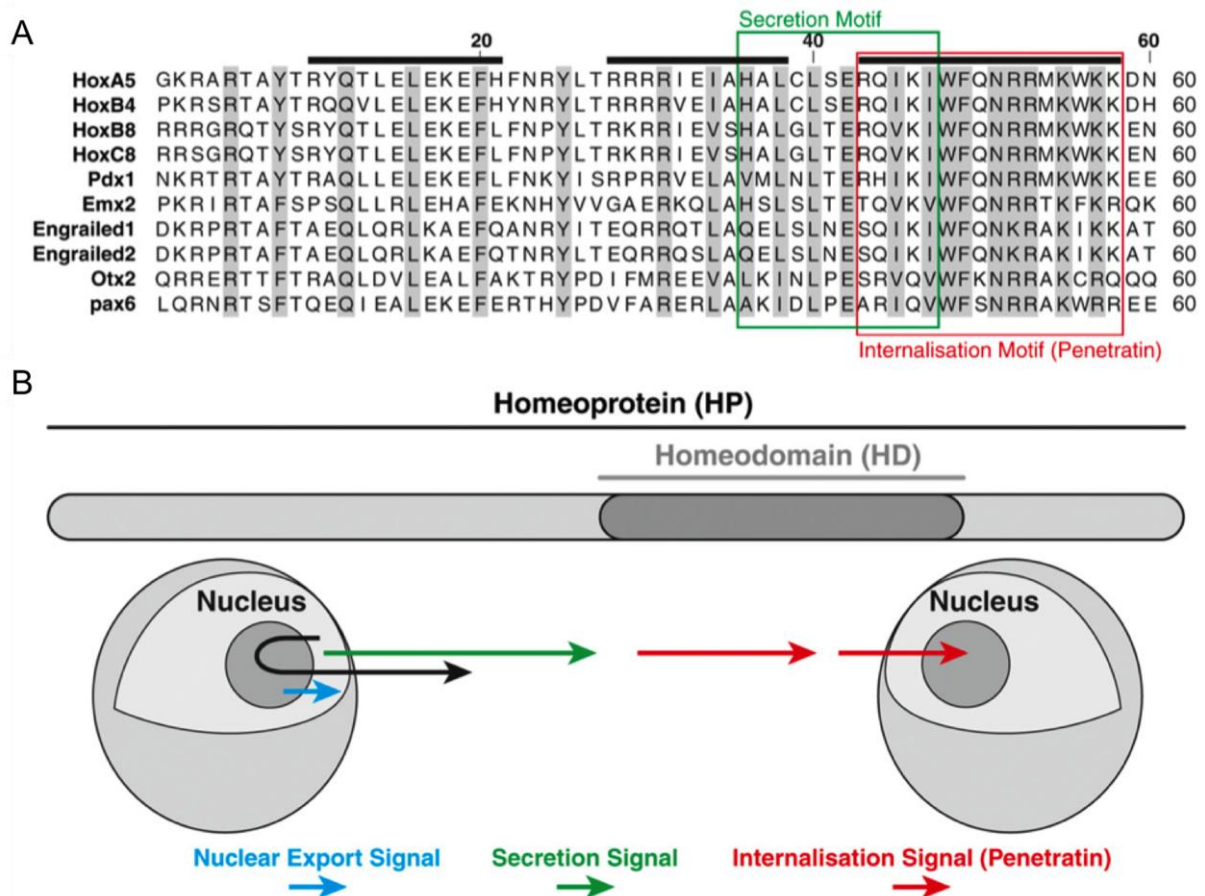 A
Secretion Motif
20 40 60
HoxA5 GKRARTAYTRYQTLELEKEFHFNRYLTRRRRIEIAHALCLSERQIKIWFQNRRMKWKKDN 60
HoxB4 PKRSRTAYTRQQVLELEKEFHYNRYLTRRRRVEIAHALCLSERQIKIWFQNRRMKWKKDH 60
HoxB8 RRRGRQTYSRYQTLELEKEFLFNPYLTRKRRIEVSHALGLTERQVKIWFQNRRMKWKKEN 60
HoxC8 RRSGRQTYSRYQTLELEKEFLFNPYLTRKRRIEVSHALGLTERQVKIWFQNRRMKWKKEN 60
Pdx1 NKRTRTAYTRAQLLELEKEFLFNKYISRPRRVELAVMLNLTERHIKIWFQNRRMKWKKEE 60
Emx2 PKRIRTAFSPSQLLRLEHAFEKNHYVVGAERKQLAHSLSLTETQVKVWFQNRRTKFKRQK 60
Engrailed1 DKRPRTAFTAEQLQRLKAEFQANRYITEQRRQTLAQELSLNESQIKIWFQNKRAKIKKAT 60
Engrailed2 DKRPRTAFTAEQLQRLKAEFQTNRYLTEQRRQSLAQELSLNESQIKIWFQNKRAKIKKAT 60
Otx2 QRRERTTFTRAQLDVLEALFAKTRYPDIFMREEVALKINLPESRVQVWFKNRRAKCRQQQ 60
pax6 LQRNRTSFTQEQIEALEKEFERTHYPDVFARERLAAKIDLPEARIQVWFSNRRAKWRREE 60
Internalisation Motif (Penetratin)
B
Homeoprotein (HP)
Homeodomain (HD)
Nucleus Nucleus
Nuclear Export Signal Secretion Signal Internalisation Signal (Penetratin)